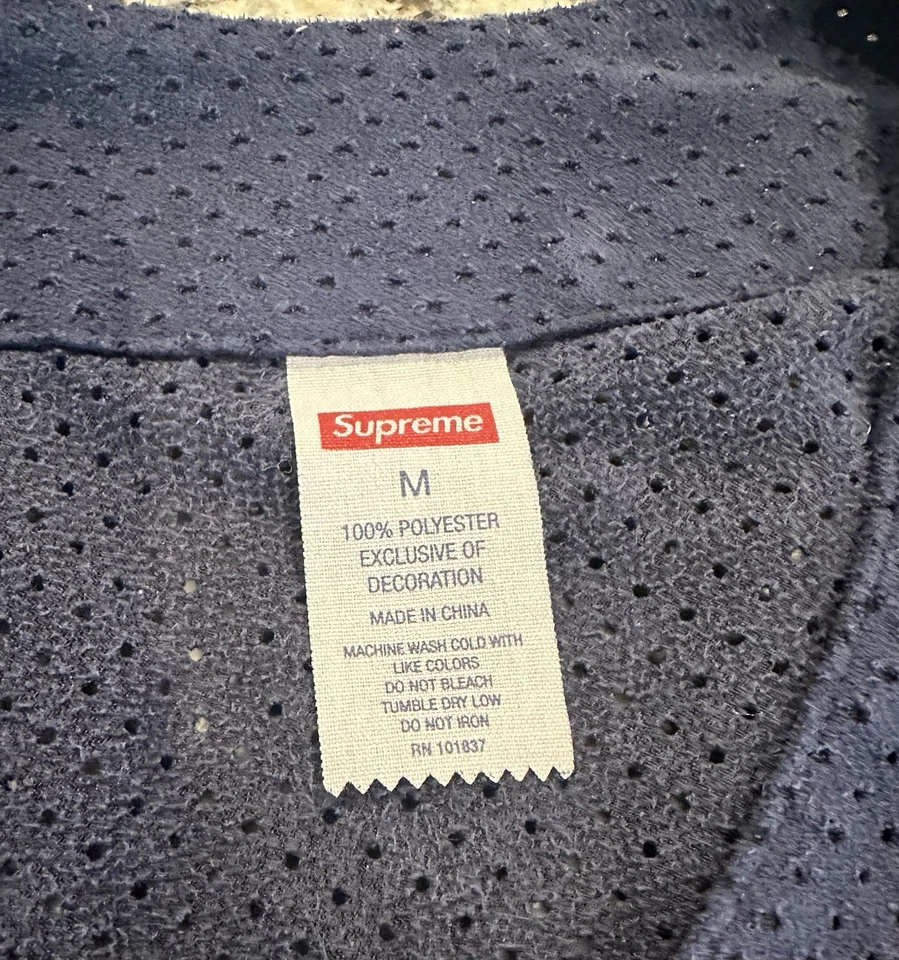 Supreme
M
100% POLYESTER
EXCLUSIVE OF
DECORATION
MADE IN CHINA
MACHINE WASH COLD WITH
LIKE COLORS
DO NOT BLEACH
TUMBLE DRY LOW
DO NOT IRON
RN 101837